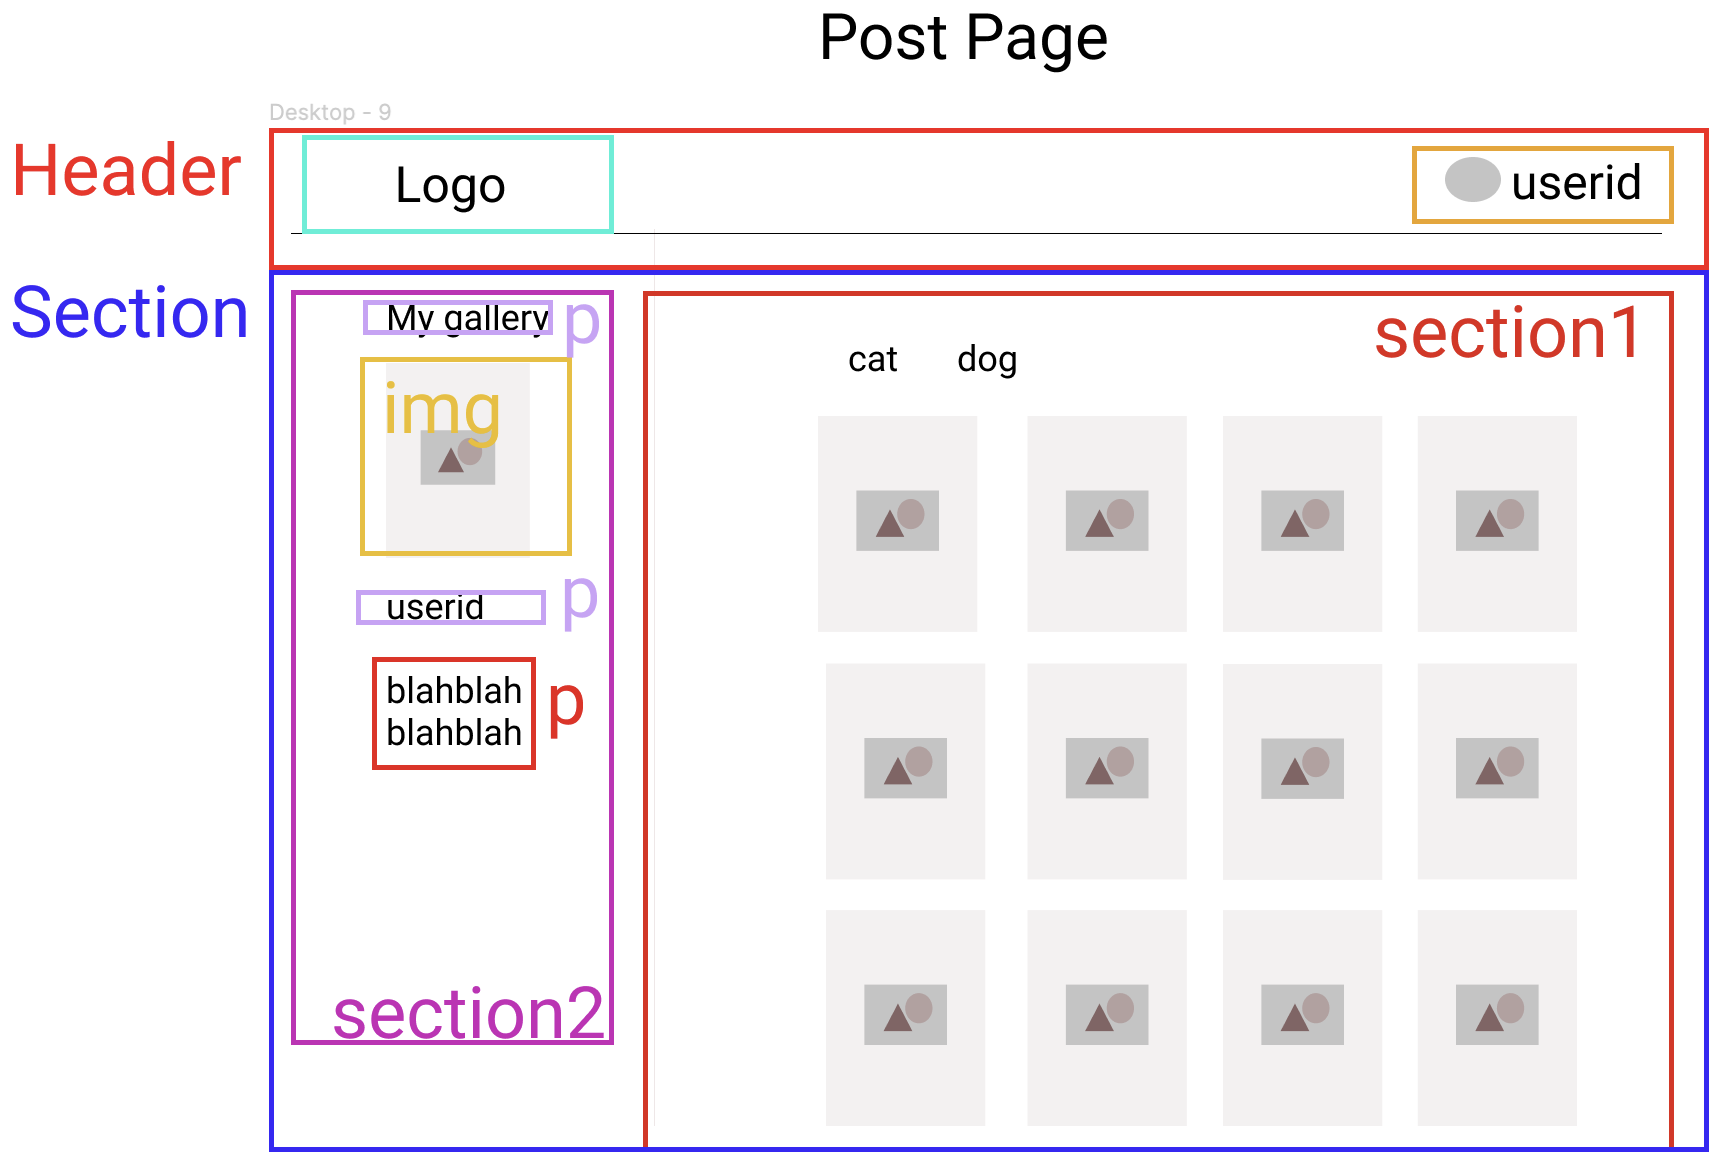 Post Page
Desktop - 9
Header
Logo
userid
Section
My gallery
p
img
userid
p
blahblah
blahblah
p
section2
section1
cat
dog